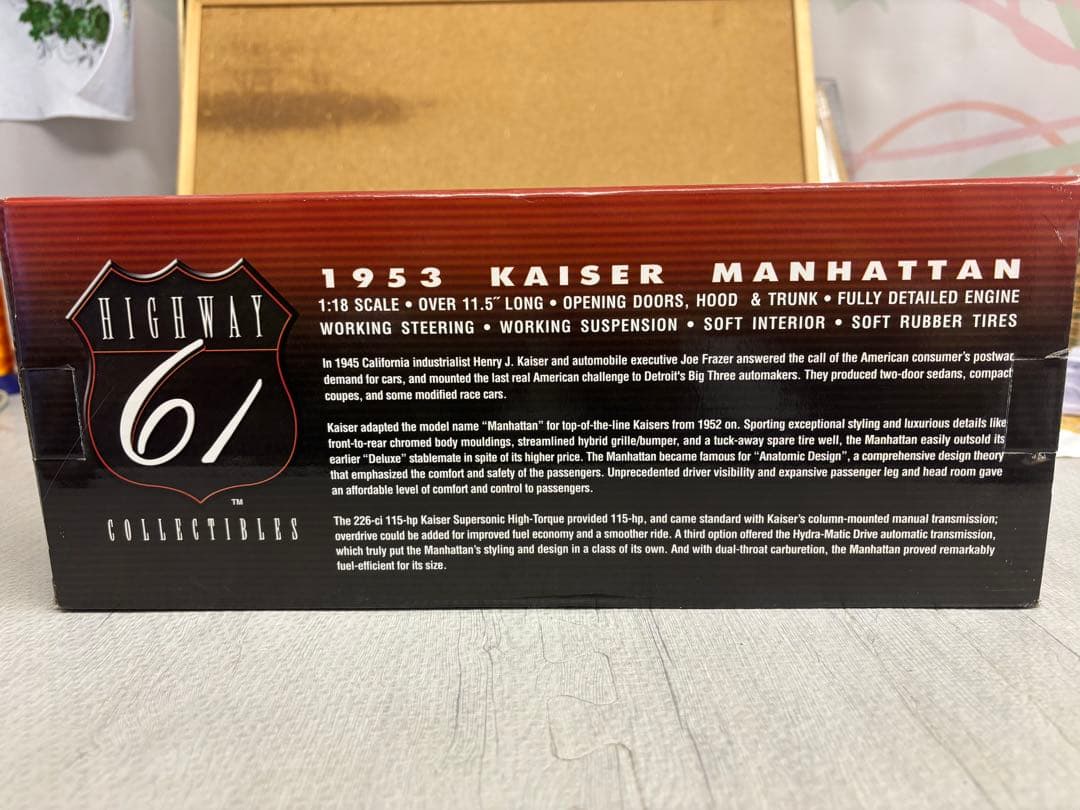 HIGHWAY
61
TM
COLLECTIBLES
1953 KAISER MANHATTAN
1:18 SCALE • OVER 11.5˝ LONG • OPENING DOORS, HOOD & TRUNK • FULLY DETAILED ENGINE
WORKING STEERING • WORKING SUSPENSION • SOFT INTERIOR • SOFT RUBBER TIRES
In 1945 California industrialist Henry J. Kaiser and automobile executive Joe Frazer answered the call of the American consumer's postwar
demand for cars, and mounted the last real American challenge to Detroit's Big Three automakers. They produced two-door sedans, compact
coupes, and some modified race cars.
Kaiser adapted the model name “Manhattan” for top-of-the-line Kaisers from 1952 on. Sporting exceptional styling and luxurious details like
front-to-rear chromed body mouldings, streamlined hybrid grille/bumper, and a tuck-away spare tire well, the Manhattan easily outsold its
earlier “Deluxe” stablemate in spite of its higher price. The Manhattan became famous for “Anatomic Design”, a comprehensive design theory
that emphasized the comfort and safety of the passengers. Unprecedented driver visibility and expansive passenger leg and head room gave
an affordable level of comfort and control to passengers.
The 226-ci 115-hp Kaiser Supersonic High-Torque provided 115-hp, and came standard with Kaiser's column-mounted manual transmission;
overdrive could be added for improved fuel economy and a smoother ride. A third option offered the Hydra-Matic Drive automatic transmission,
which truly put the Manhattan's styling and design in a class of its own. And with dual-throat carburetion, the Manhattan proved remarkably
fuel-efficient for its size.